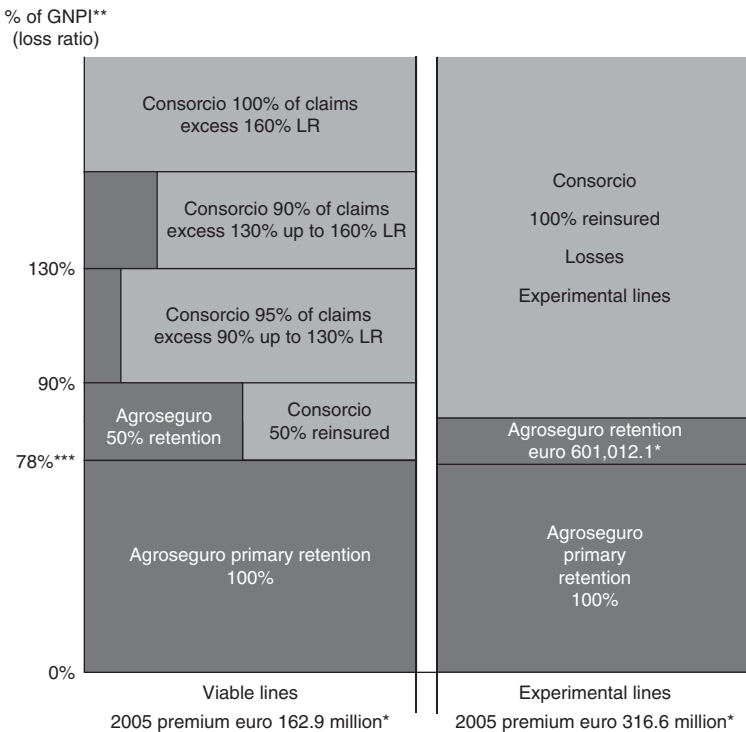 % of GNPI**
(loss ratio)
Consorcio 100% of claims
excess 160% LR
Consorcio 90% of claims
excess 130% up to 160% LR
130%
Consorcio 95% of claims
excess 90% up to 130% LR
90%
Agroseguro
50% retention
Consorcio
50% reinsured
78%***
Agroseguro primary retention
100%
0%
Viable lines
2005 premium euro 162.9 million*
Consorcio
100% reinsured
Losses
Experimental lines
Agroseguro retention
euro 601,012.1*
Agroseguro
primary
retention
100%
Experimental lines
2005 premium euro 316.6 million*